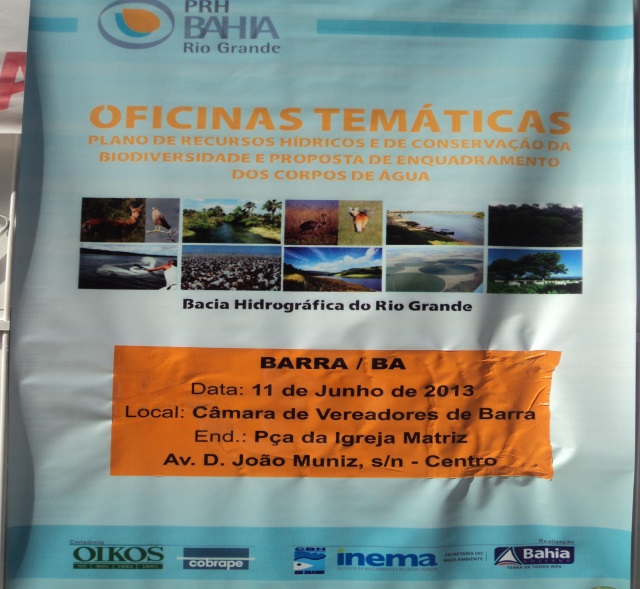 PRH
BAHIA
Rio Grande
OFICINAS TEMÁTICAS
PLANO DE RECURSOS HÍDRICOS E DE CONSERVAÇÃO DA
BIODIVERSIDADE E PROPOSTA DE ENQUADRAMENTO
DOS CORPOS DE ÁGUA
Bacia Hidrográfica do Rio Grande
BARRA / BA
Data: 11 de Junho de 2013
Local: Câmara de Vereadores de Barra
End.: Pça da Igreja Matriz
Av. D. João Muniz, s/n - Centro
Consórcio
Realização
OIKOS
cobrape
CBH
RIO GRANDE
inema
SECRETARIA DO
MEIO AMBIENTE
Bahia
GOVERNO
TERRA DE TODOS NÓS